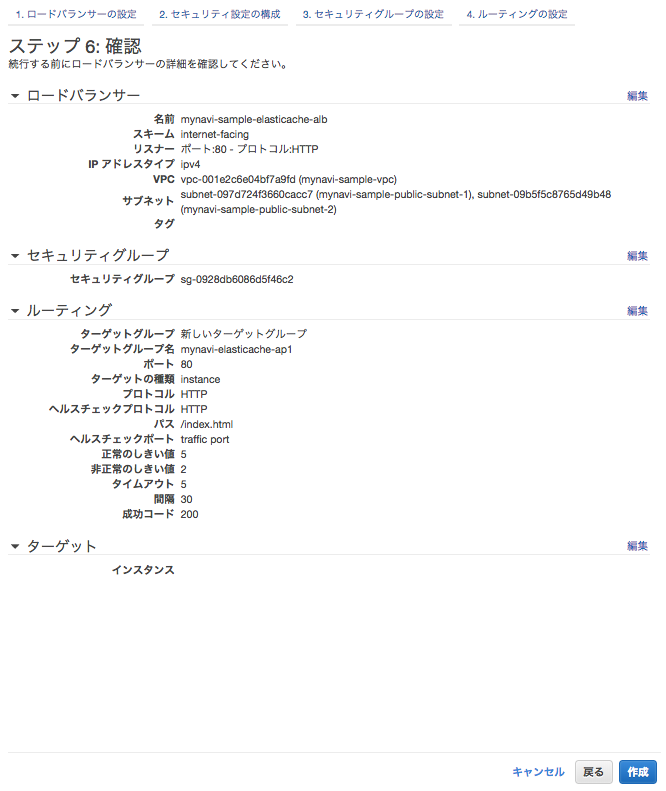 1. ロードバランサーの設定 2. セキュリティ設定の構成 3. セキュリティグループの設定 4. ルーティングの設定
ステップ 6: 確認
続行する前にロードバランサーの詳細を確認してください。
ロードバランサー 編集
名前 mynavi-sample-elasticache-alb
スキーム internet-facing
リスナー ポート:80 - プロトコル:HTTP
IP アドレスタイプ ipv4
VPC vpc-001e2c6e04bf7a9fd (mynavi-sample-vpc)
サブネット subnet-097d724f3660cacc7 (mynavi-sample-public-subnet-1), subnet-09b5f5c8765d49b48
(mynavi-sample-public-subnet-2)
タグ
セキュリティグループ 編集
セキュリティグループ sg-0928db6086d5f46c2
ルーティング 編集
ターゲットグループ 新しいターゲットグループ
ターゲットグループ名 mynavi-elasticache-ap1
ポート 80
ターゲットの種類 instance
プロトコル HTTP
ヘルスチェックプロトコル HTTP
パス /index.html
ヘルスチェックポート traffic port
正常のしきい値 5
非正常のしきい値 2
タイムアウト 5
間隔 30
成功コード 200
ターゲット 編集
インスタンス
キャンセル 戻る 作成